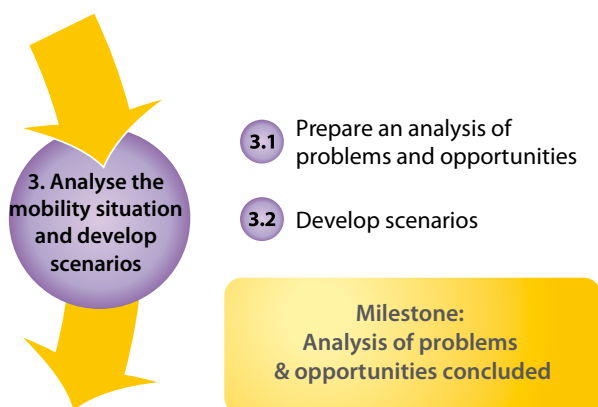 3. Analyse the
mobility situation
and develop
scenarios
3.1 Prepare an analysis of
problems and opportunities
3.2 Develop scenarios
Milestone:
Analysis of problems
& opportunities concluded